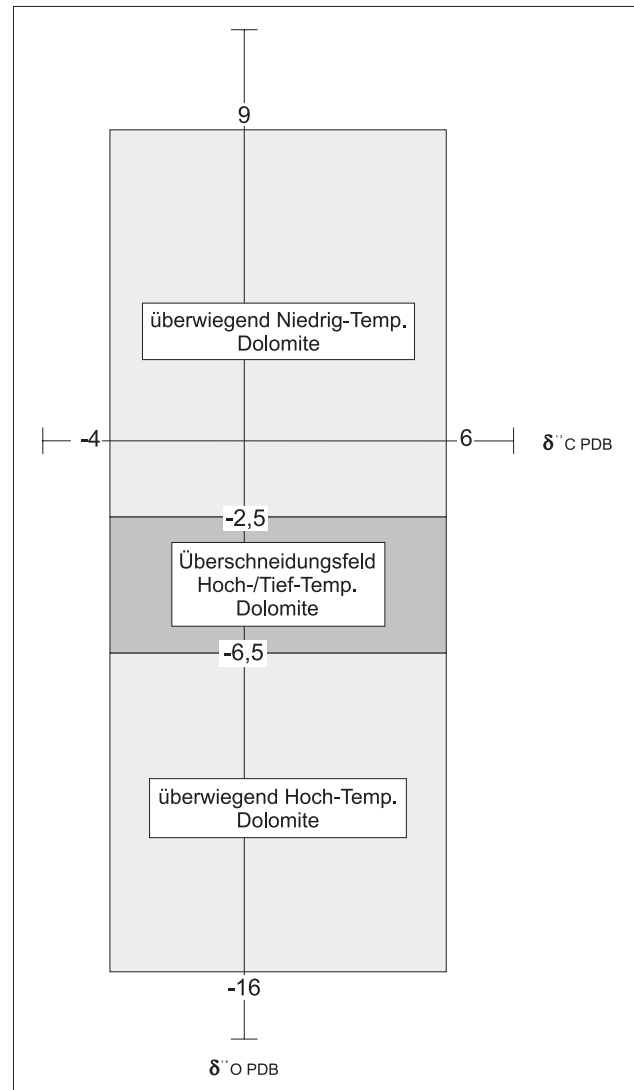 9
überwiegend Niedrig-Temp.
Dolomite
-4
6
δ¹³C PDB
-2,5
Überschneidungsfeld
Hoch-/Tief-Temp.
Dolomite
-6,5
überwiegend Hoch-Temp.
Dolomite
-16
δ¹⁸O PDB